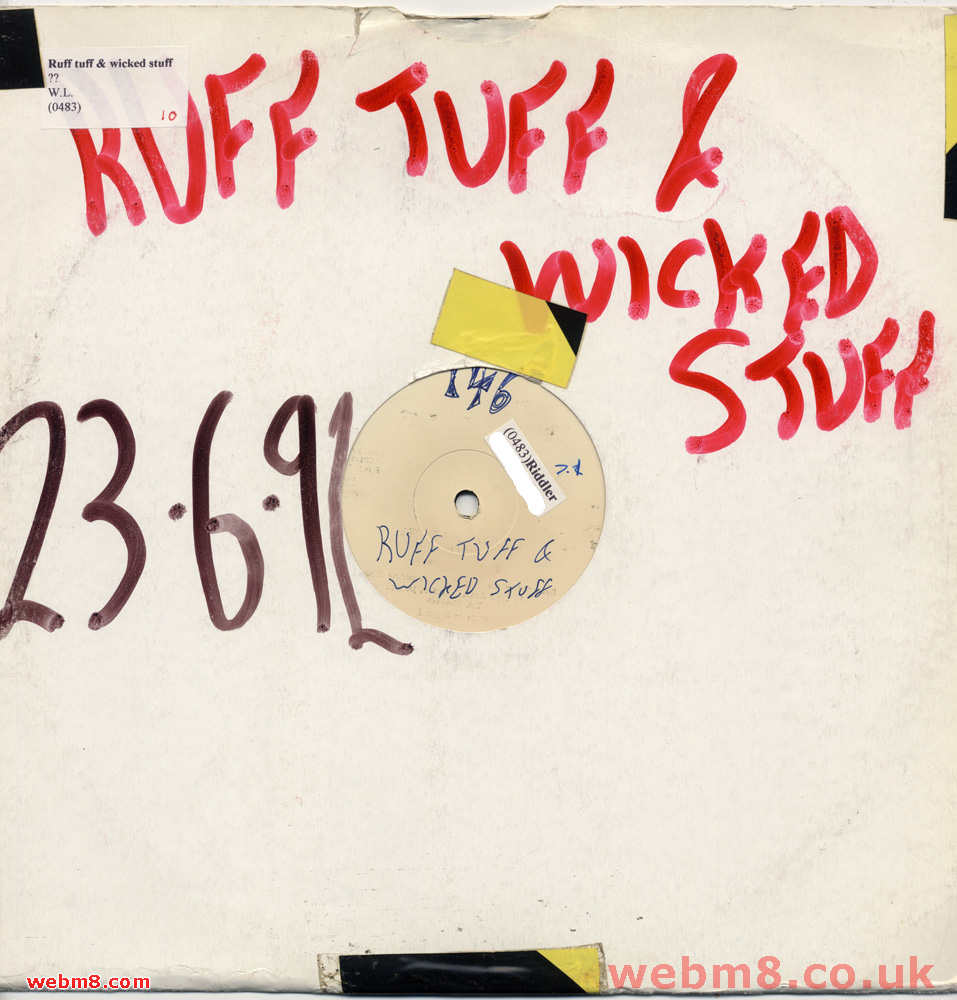 Ruff tuff & wicked stuff
??
W.L.
(0483)
10
RUFF TUFF &
WICKED
STUFF
23.6.91
146
(0483)Riddler
RUFF TUFF &
WICKED STUFF
webm8.com
webm8.co.uk